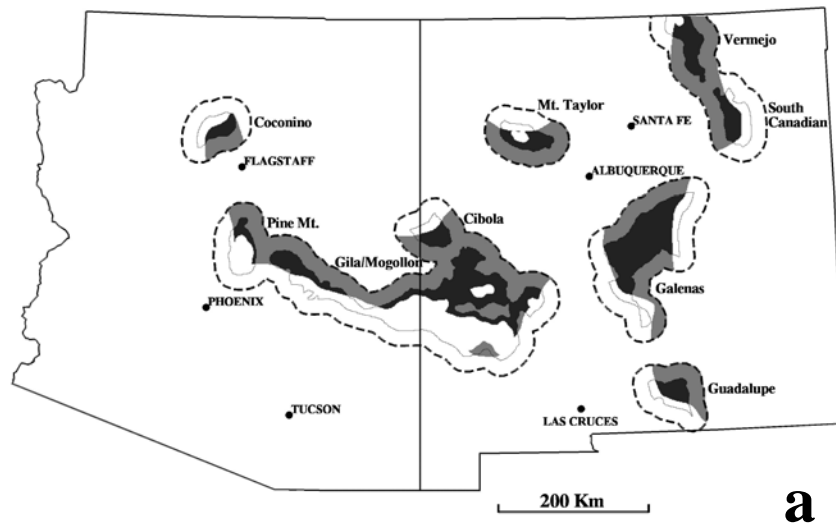 Vermejo
Coconino
Mt. Taylor
SANTA FE
South
Canadian
FLAGSTAFF
ALBUQUERQUE
Pine Mt.
Cibola
Gila/Mogollon
Galenas
PHOENIX
Guadalupe
TUCSON
LAS CRUCES
200 Km
a